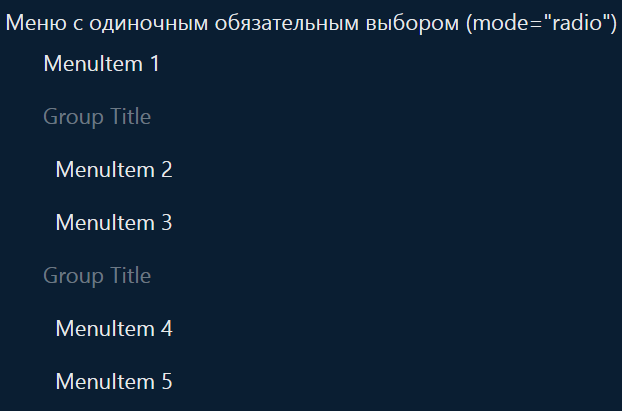 Меню с одиночным обязательным выбором (mode="radio")
MenuItem 1
Group Title
MenuItem 2
MenuItem 3
Group Title
MenuItem 4
MenuItem 5